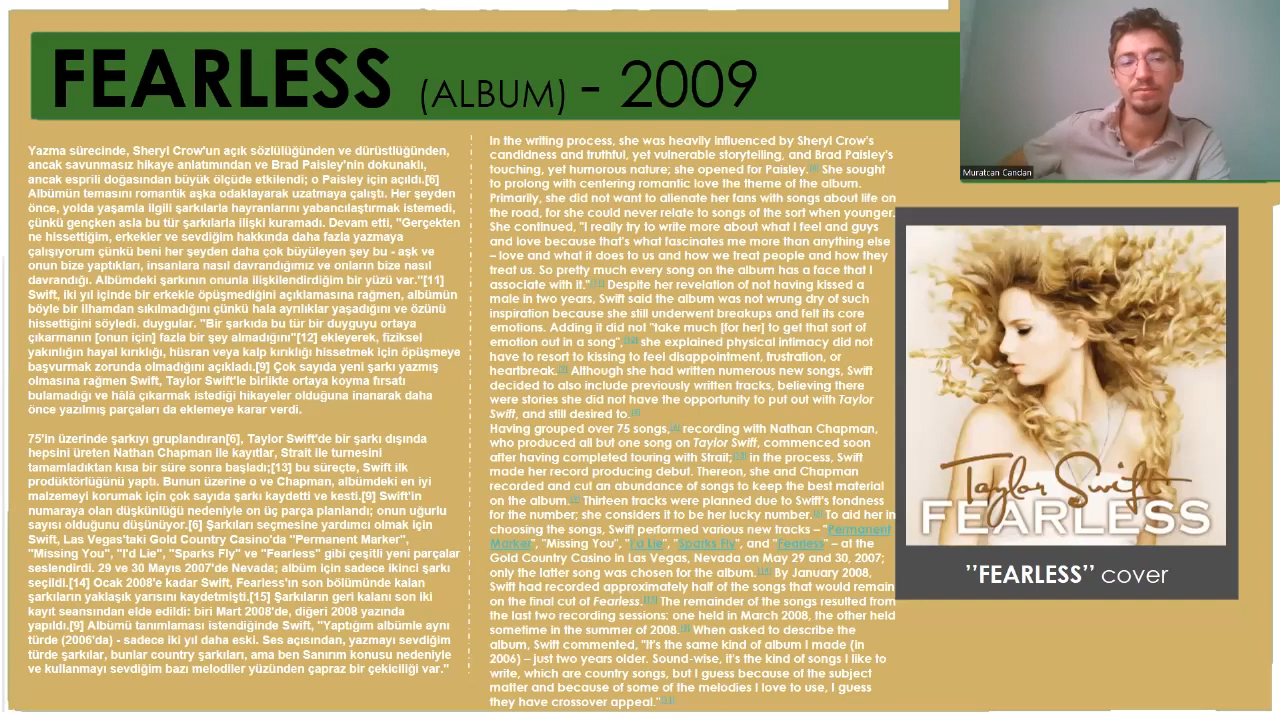 FEARLESS (ALBUM) - 2009
Muratcan Candan
Yazma sürecinde, Sheryl Crow'un açık sözlülüğünden ve dürüstlüğünden,
ancak savunmasız hikaye anlatımından ve Brad Paisley'nin dokunaklı,
ancak esprili doğasından büyük ölçüde etkilendi; o Paisley için açıldı.[6]
Albümün temasını romantik aşka odaklayarak uzatmaya çalıştı. Her şeyden
önce, yolda yaşamla ilgili şarkılarla hayranlarını yabancılaştırmak istemedi,
çünkü gençken asla bu tür şarkılarla ilişki kuramadı. Devam etti, "Gerçekten
ne hissettiğim, erkekler ve sevdiğim hakkında daha fazla yazmaya
çalışıyorum çünkü beni her şeyden daha çok büyüleyen şey bu - aşk ve
onun bize yaptıkları, insanlara nasıl davrandığımız ve onların bize nasıl
davrandığı. Albümdeki şarkının onunla ilişkilendirdiğim bir yüzü var."[11]
Swift, iki yıl içinde bir erkekle öpüşmediğini açıklamasına rağmen, albümün
böyle bir ilhamdan sıkılmadığını çünkü hala ayrılıklar yaşadığını ve özünü
hissettiğini söyledi. duygular. "Bir şarkıda bu tür bir duyguyu ortaya
çıkarmanın [onun için] fazla bir şey almadığını"[12] ekleyerek, fiziksel
yakınlığın hayal kırıklığı, hüsran veya kalp kırıklığı hissetmek için öpüşmeye
başvurmak zorunda olmadığını açıkladı.[9] Çok sayıda yeni şarkı yazmış
olmasına rağmen Swift, Taylor Swift'le birlikte ortaya koyma fırsatı
bulamadığı ve hâlâ çıkarmak istediği hikayeler olduğuna inanarak daha
önce yazılmış parçaları da eklemeye karar verdi.
75'in üzerinde şarkıyı gruplandıran[6], Taylor Swift'de bir şarkı dışında
hepsini üreten Nathan Chapman ile kayıtlar, Strait ile turnesini
tamamladıktan kısa bir süre sonra başladı;[13] bu süreçte, Swift ilk
prodüktörlüğünü yaptı. Bunun üzerine o ve Chapman, albümdeki en iyi
malzemeyi korumak için çok sayıda şarkı kaydetti ve kesti.[9] Swift'in
numaraya olan düşkünlüğü nedeniyle on üç parça planlandı; onun uğurlu
sayısı olduğunu düşünüyor.[6] Şarkıları seçmesine yardımcı olmak için
Swift, Las Vegas'taki Gold Country Casino'da "Permanent Marker",
"Missing You", "I'd Lie", "Sparks Fly" ve "Fearless" gibi çeşitli yeni parçalar
seslendirdi. 29 ve 30 Mayıs 2007'de Nevada; albüm için sadece ikinci şarkı
seçildi.[14] Ocak 2008'e kadar Swift, Fearless'ın son bölümünde kalan
şarkıların yaklaşık yarısını kaydetmişti.[15] Şarkıların geri kalanı son iki
kayıt seansından elde edildi: biri Mart 2008'de, diğeri 2008 yazında
yapıldı.[9] Albümü tanımlaması istendiğinde Swift, "Yaptığım albümle aynı
türde (2006'da) - sadece iki yıl daha eski. Ses açısından, yazmayı sevdiğim
türde şarkılar, bunlar country şarkıları, ama ben Sanırım konusu nedeniyle
ve kullanmayı sevdiğim bazı melodiler yüzünden çapraz bir çekiciliği var."
In the writing process, she was heavily influenced by Sheryl Crow's
candidness and truthful, yet vulnerable storytelling, and Brad Paisley's
touching, yet humorous nature; she opened for Paisley. She sought
to prolong with centering romantic love the theme of the album.
Primarily, she did not want to alienate her fans with songs about life on
the road, for she could never relate to songs of the sort when younger.
She continued, "I really try to write more about what I feel and guys
and love because that's what fascinates me more than anything else
– love and what it does to us and how we treat people and how they
treat us. So pretty much every song on the album has a face that I
associate with it." Despite her revelation of not having kissed a
male in two years, Swift said the album was not wrung dry of such
inspiration because she still underwent breakups and felt its core
emotions. Adding it did not "take much [for her] to get that sort of
emotion out in a song", she explained physical intimacy did not
have to resort to kissing to feel disappointment, frustration, or
heartbreak. Although she had written numerous new songs, Swift
decided to also include previously written tracks, believing there
were stories she did not have the opportunity to put out with Taylor
Swift, and still desired to.
Having grouped over 75 songs, recording with Nathan Chapman,
who produced all but one song on Taylor Swift, commenced soon
after having completed touring with Strait; in the process, Swift
made her record producing debut. Thereon, she and Chapman
recorded and cut an abundance of songs to keep the best material
on the album. Thirteen tracks were planned due to Swift's fondness
for the number; she considers it to be her lucky number. To aid her in
choosing the songs, Swift performed various new tracks – "Permanent
Marker", "Missing You", "I'd Lie", "Sparks Fly", and "Fearless" – at the
Gold Country Casino in Las Vegas, Nevada on May 29 and 30, 2007;
only the latter song was chosen for the album. By January 2008,
Swift had recorded approximately half of the songs that would remain
on the final cut of Fearless. The remainder of the songs resulted from
the last two recording sessions: one held in March 2008, the other held
sometime in the summer of 2008. When asked to describe the
album, Swift commented, "It's the same kind of album I made (in
2006) – just two years older. Sound-wise, it's the kind of songs I like to
write, which are country songs, but I guess because of the subject
matter and because of some of the melodies I love to use, I guess
they have crossover appeal."
Taylor Swift
FEARLESS
"FEARLESS" cover